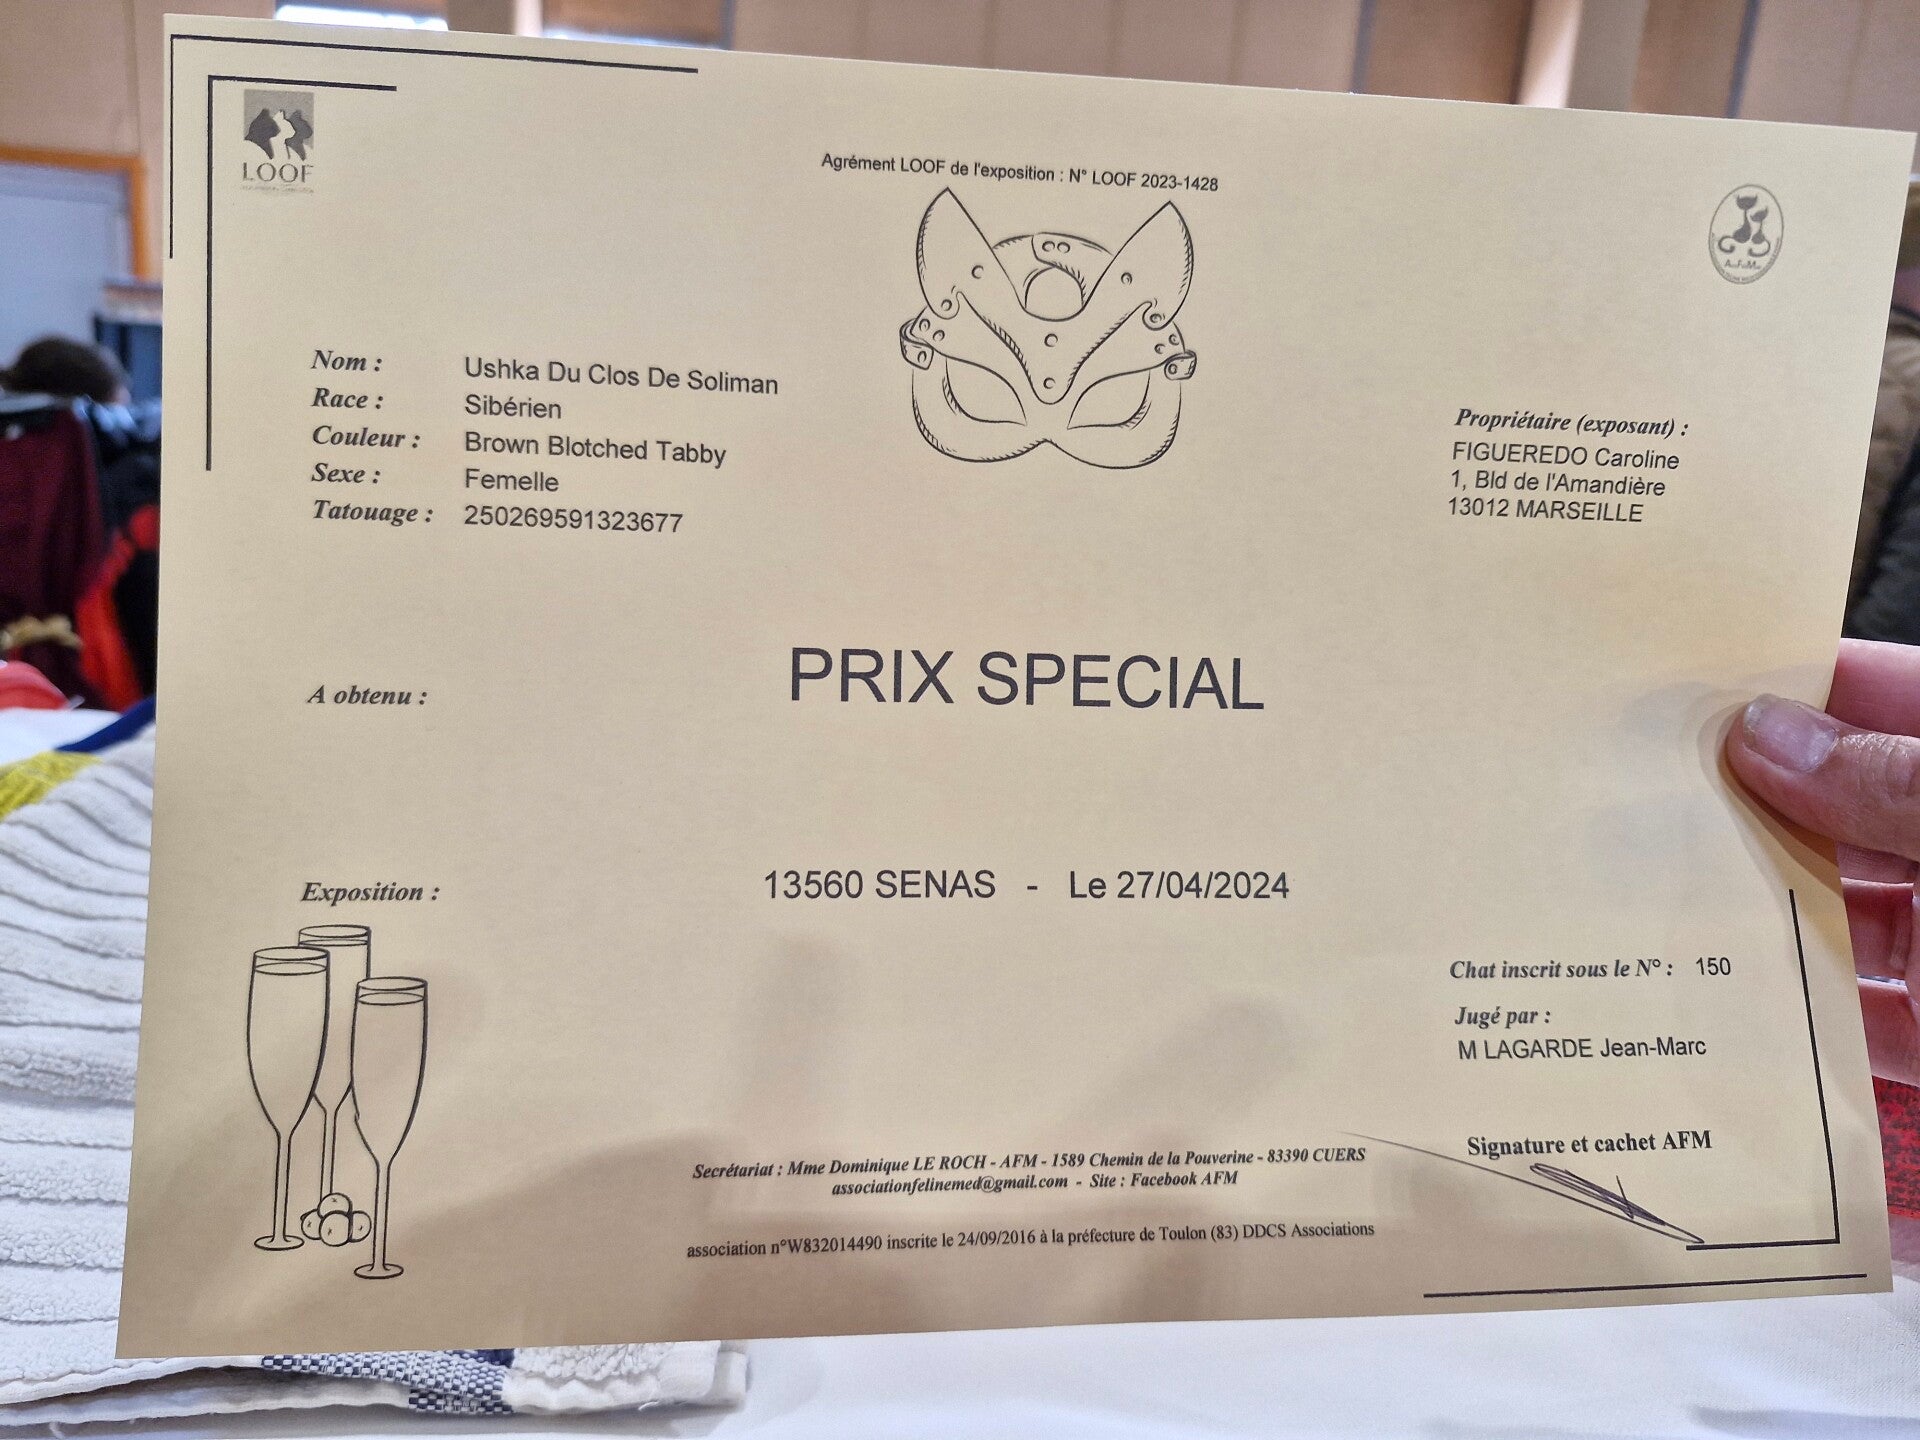 LOOF
Agrément LOOF de l'exposition : N° LOOF 2023-1428
AFM
Nom : Ushka Du Clos De Soliman
Race : Sibérien
Couleur : Brown Blotched Tabby
Sexe : Femelle
Tatouage : 250269591323677
Propriétaire (exposant) :
FIGUEREDO Caroline
1, Bld de l'Amandière
13012 MARSEILLE
A obtenu : PRIX SPECIAL
Exposition : 13560 SENAS - Le 27/04/2024
Chat inscrit sous le N° : 150
Jugé par :
M LAGARDE Jean-Marc
Signature et cachet AFM
Secrétariat : Mme Dominique LE ROCH - AFM - 1589 Chemin de la Pouverine - 83390 CUERS
associationfelinemed@gmail.com - Site : Facebook AFM
association n°W832014490 inscrite le 24/09/2016 à la préfecture de Toulon (83) DDCS Associations